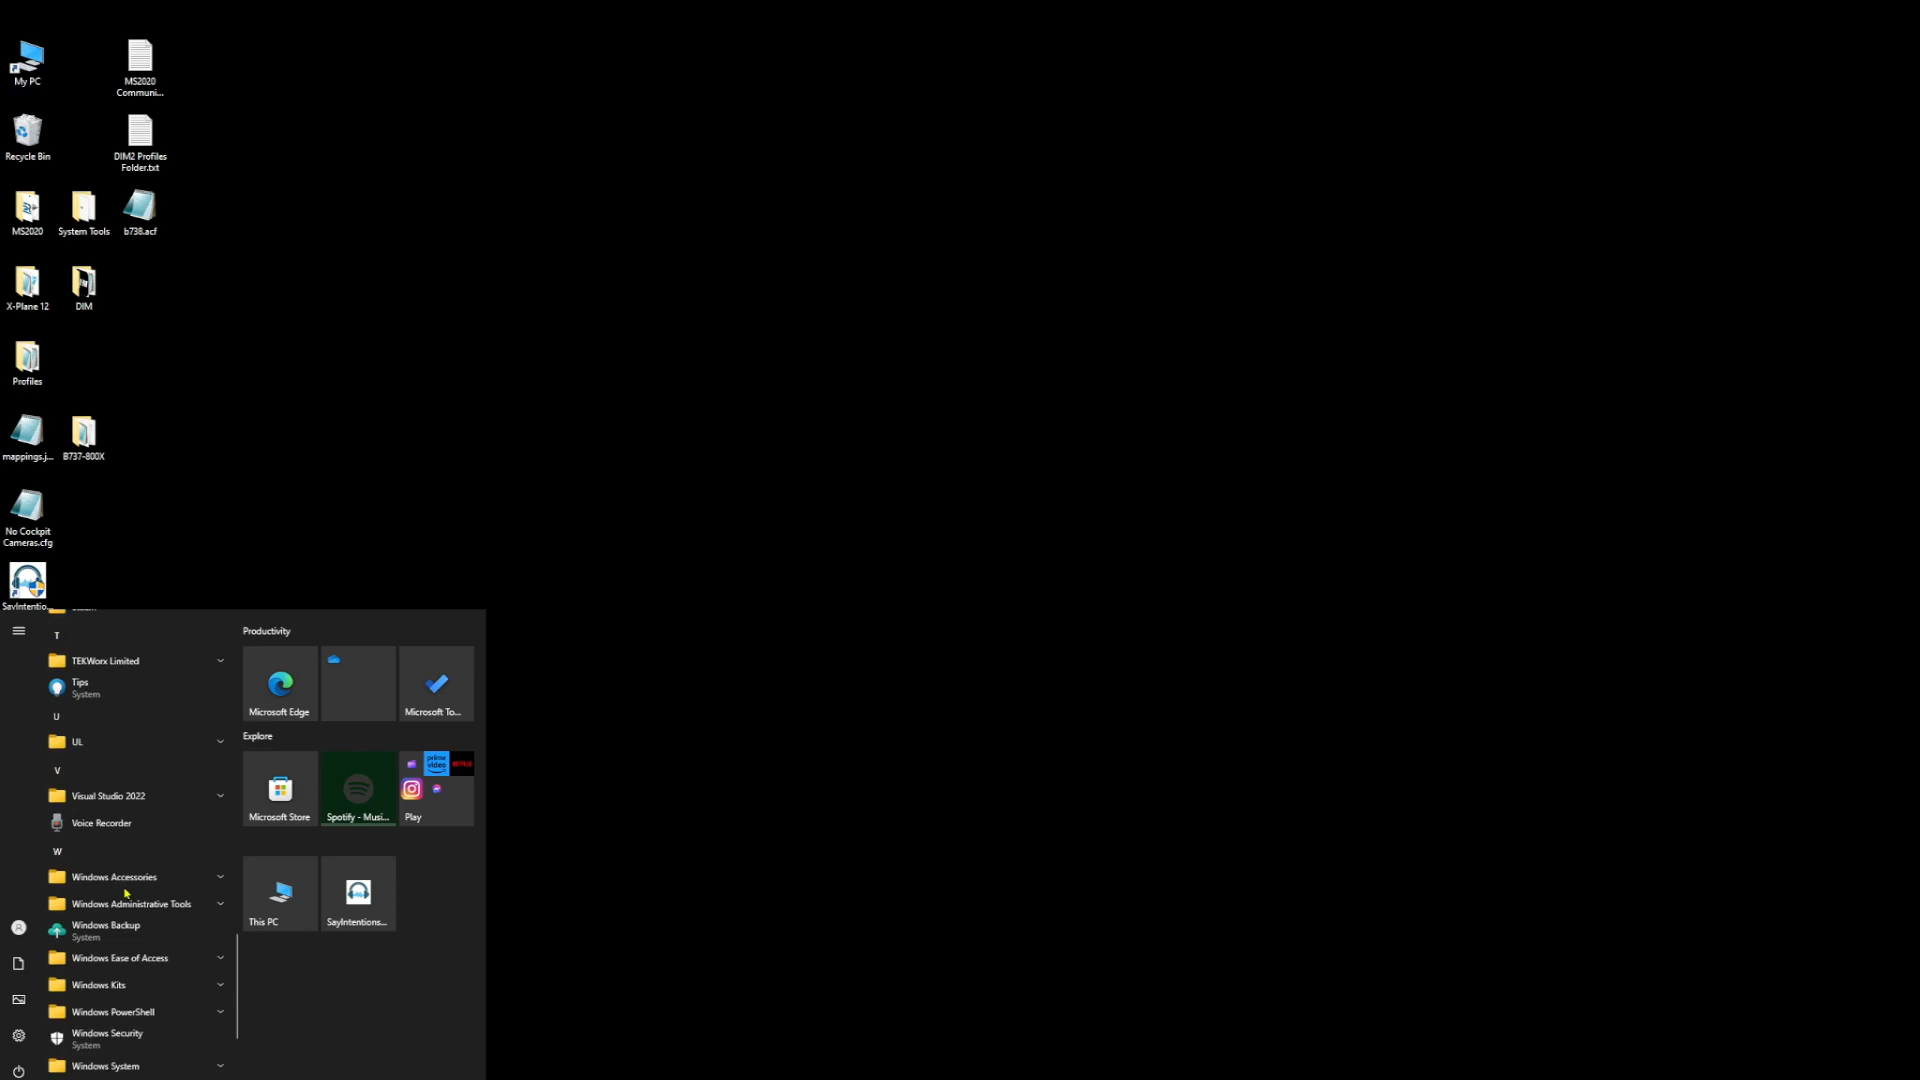 My PC
MS2020
Communi...
Recycle Bin
DIM2 Profiles
Folder.txt
MS2020
System Tools
b738.acf
X-Plane 12
DIM
Profiles
mappings.j...
B737-800X
No Cockpit
Cameras.cfg
SayIntentio...
T
TEKWorx Limited
Tips
System
U
UL
V
Visual Studio 2022
Voice Recorder
W
Windows Accessories
Windows Administrative Tools
Windows Backup
System
Windows Ease of Access
Windows Kits
Windows PowerShell
Windows Security
System
Windows System
Productivity
Microsoft Edge
Microsoft To...
Explore
Microsoft Store
Spotify - Musi...
prime
video
NETFLIX
Play
This PC
SayIntentions...